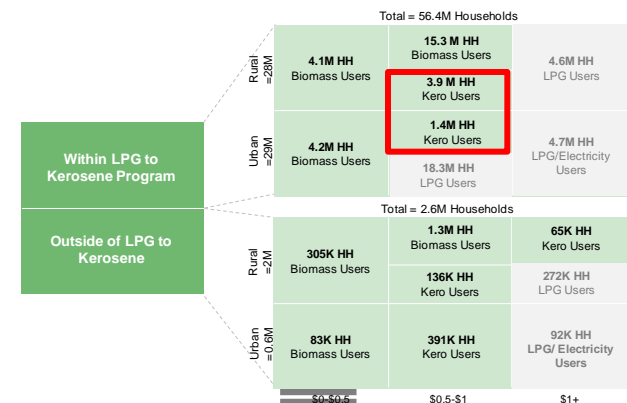 Total = 56.4M Households
Rural
=28M
4.1M HH
Biomass Users
15.3 M HH
Biomass Users
3.9 M HH
Kero Users
4.6M HH
LPG Users
Urban
=29M
4.2M HH
Biomass Users
1.4M HH
Kero Users
18.3M HH
LPG Users
4.7M HH
LPG/Electricity
Users
Within LPG to
Kerosene Program
Outside of LPG to
Kerosene
Total = 2.6M Households
Rural
=2M
305K HH
Biomass Users
1.3M HH
Biomass Users
136K HH
Kero Users
65K HH
Kero Users
272K HH
LPG Users
Urban
=0.6M
83K HH
Biomass Users
391K HH
Kero Users
92K HH
LPG/ Electricity
Users
$0-$0.5
$0.5-$1
$1+